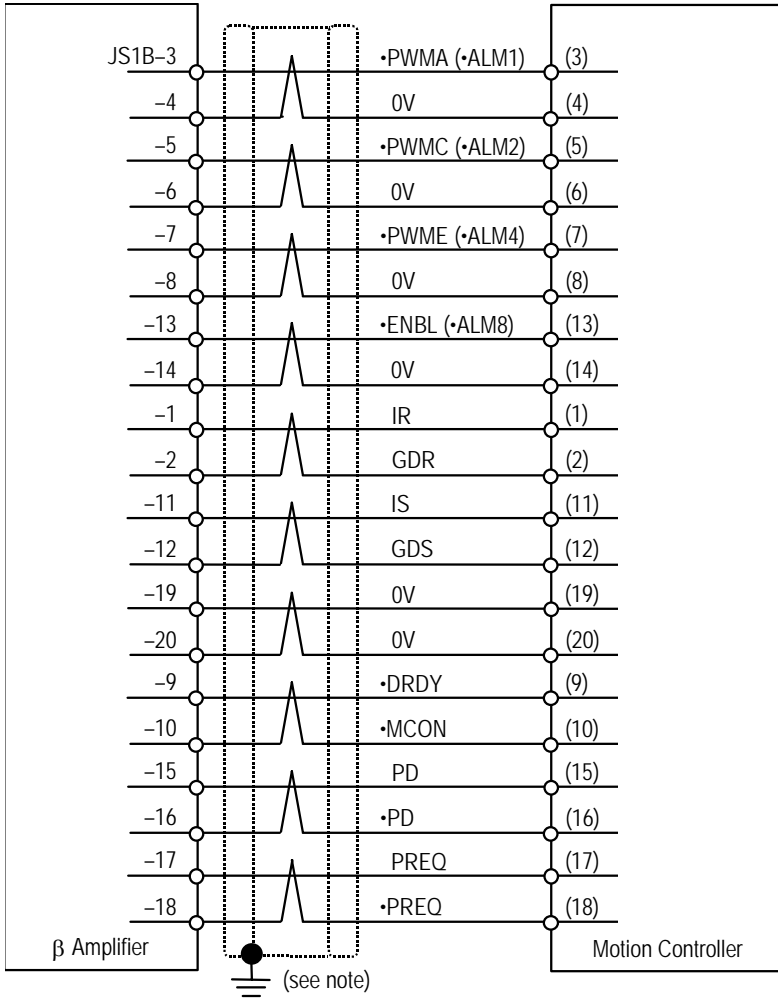 JS1B–3 •PWMA (•ALM1) (3)
–4 0V (4)
–5 •PWMC (•ALM2) (5)
–6 0V (6)
–7 •PWME (•ALM4) (7)
–8 0V (8)
–13 •ENBL (•ALM8) (13)
–14 0V (14)
–1 IR (1)
–2 GDR (2)
–11 IS (11)
–12 GDS (12)
–19 0V (19)
–20 0V (20)
–9 •DRDY (9)
–10 •MCON (10)
–15 PD (15)
–16 •PD (16)
–17 PREQ (17)
–18 •PREQ (18)
β Amplifier Motion Controller
(see note)